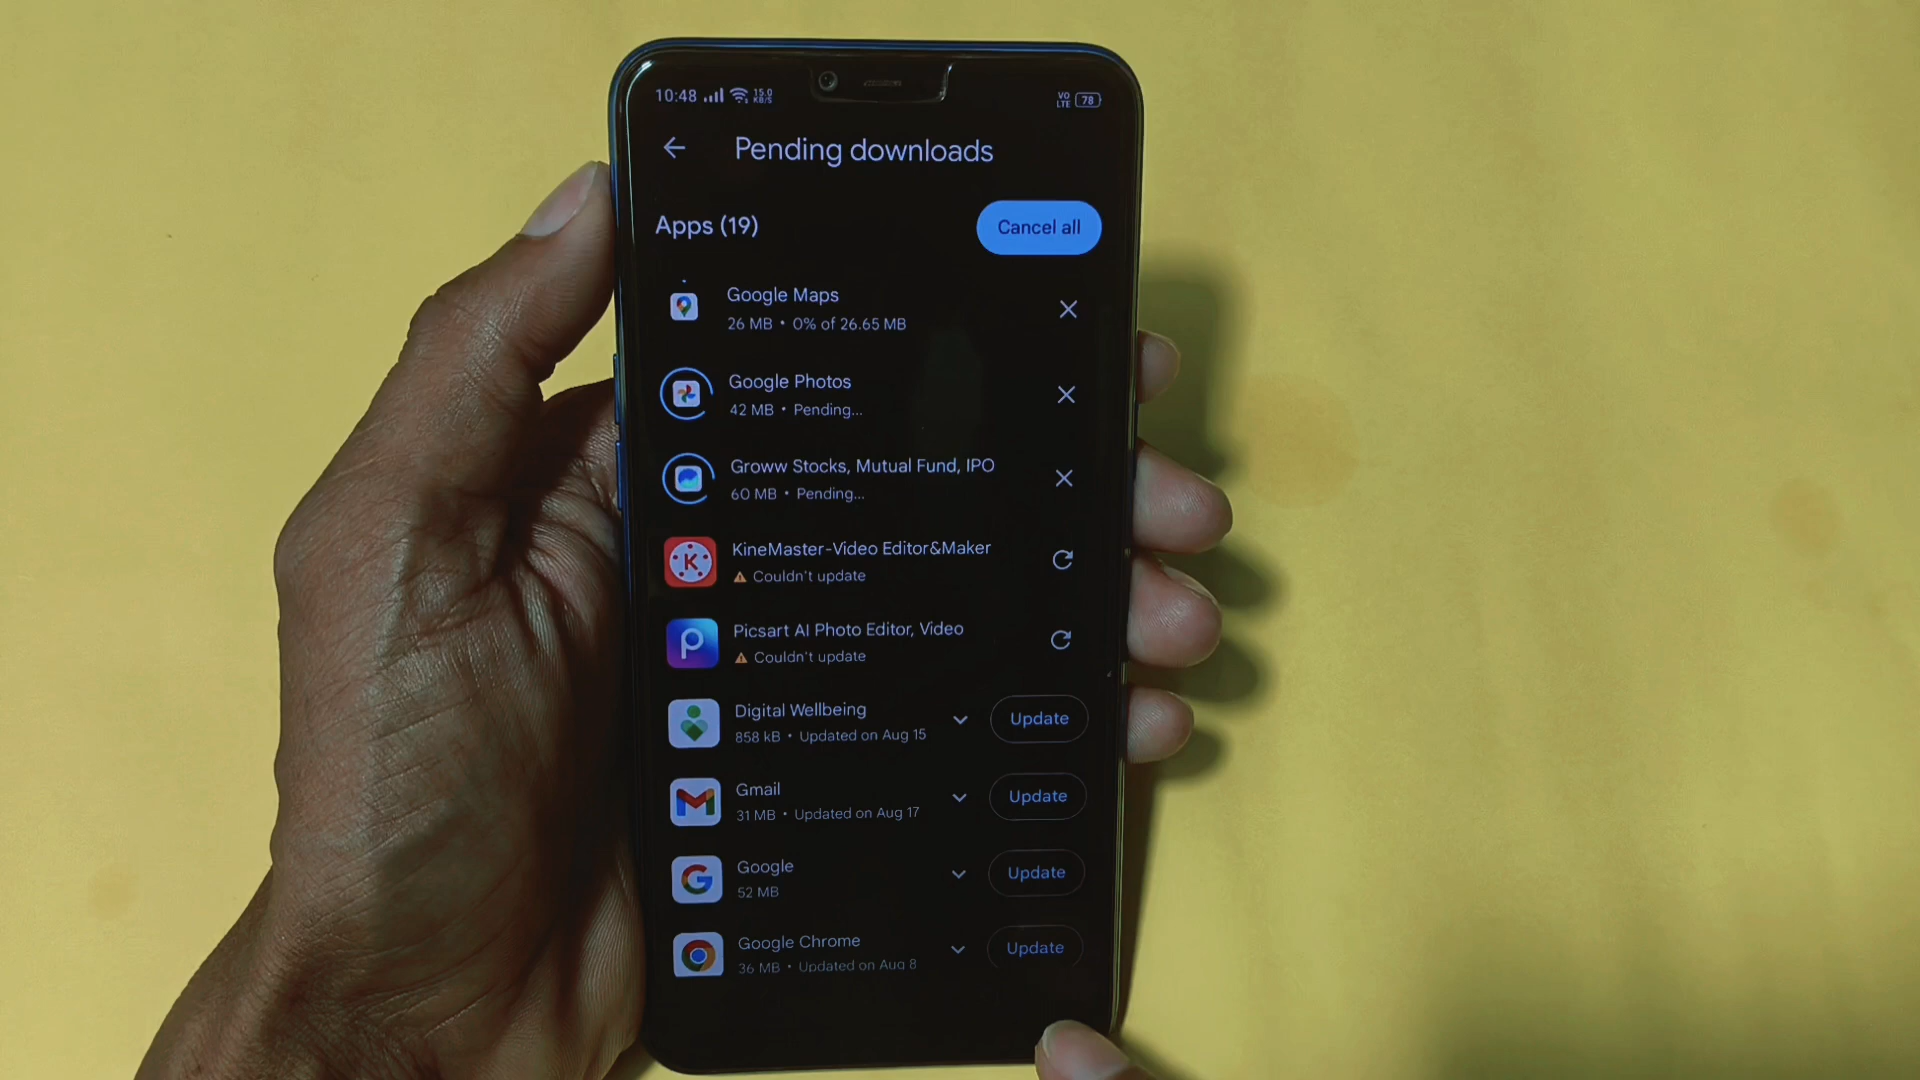 10:48 15.0 KB/S VO LTE 78
Pending downloads
Apps (19) Cancel all
Google Maps
26 MB • 0% of 26.65 MB
Google Photos
42 MB • Pending...
Groww Stocks, Mutual Fund, IPO
60 MB • Pending...
KineMaster-Video Editor&Maker
Couldn't update
Picsart AI Photo Editor, Video
Couldn't update
Digital Wellbeing
858 kB • Updated on Aug 15
Update
Gmail
31 MB • Updated on Aug 17
Update
Google
52 MB
Update
Google Chrome
36 MB • Updated on Aug 8
Update